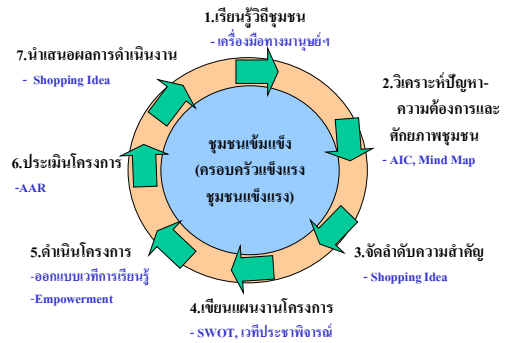 1.เรียนรู้วิถีชุมชน
- เครื่องมือทางมานุษย์ฯ
2.วิเคราะห์ปัญหา-
ความต้องการและ
ศักยภาพชุมชน
- AIC, Mind Map
3.จัดลำดับความสำคัญ
- Shopping Idea
4.เขียนแผนงานโครงการ
- SWOT, เวทีประชาพิจารณ์
5.ดำเนินโครงการ
-ออกแบบเวทีการเรียนรู้
-Empowerment
6.ประเมินโครงการ
-AAR
7.นำเสนอผลการดำเนินงาน
- Shopping Idea
ชุมชนเข้มแข็ง
(ครอบครัวแข็งแรง
ชุมชนแข็งแรง)